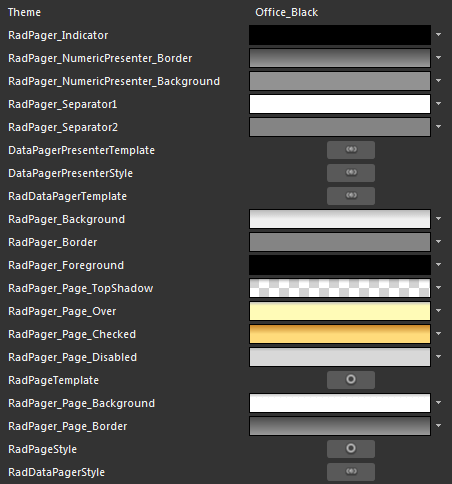 Theme Office_Black
RadPager_Indicator
RadPager_NumericPresenter_Border
RadPager_NumericPresenter_Background
RadPager_Separator1
RadPager_Separator2
DataPagerPresenterTemplate
DataPagerPresenterStyle
RadDataPagerTemplate
RadPager_Background
RadPager_Border
RadPager_Foreground
RadPager_Page_TopShadow
RadPager_Page_Over
RadPager_Page_Checked
RadPager_Page_Disabled
RadPageTemplate
RadPager_Page_Background
RadPager_Page_Border
RadPageStyle
RadDataPagerStyle